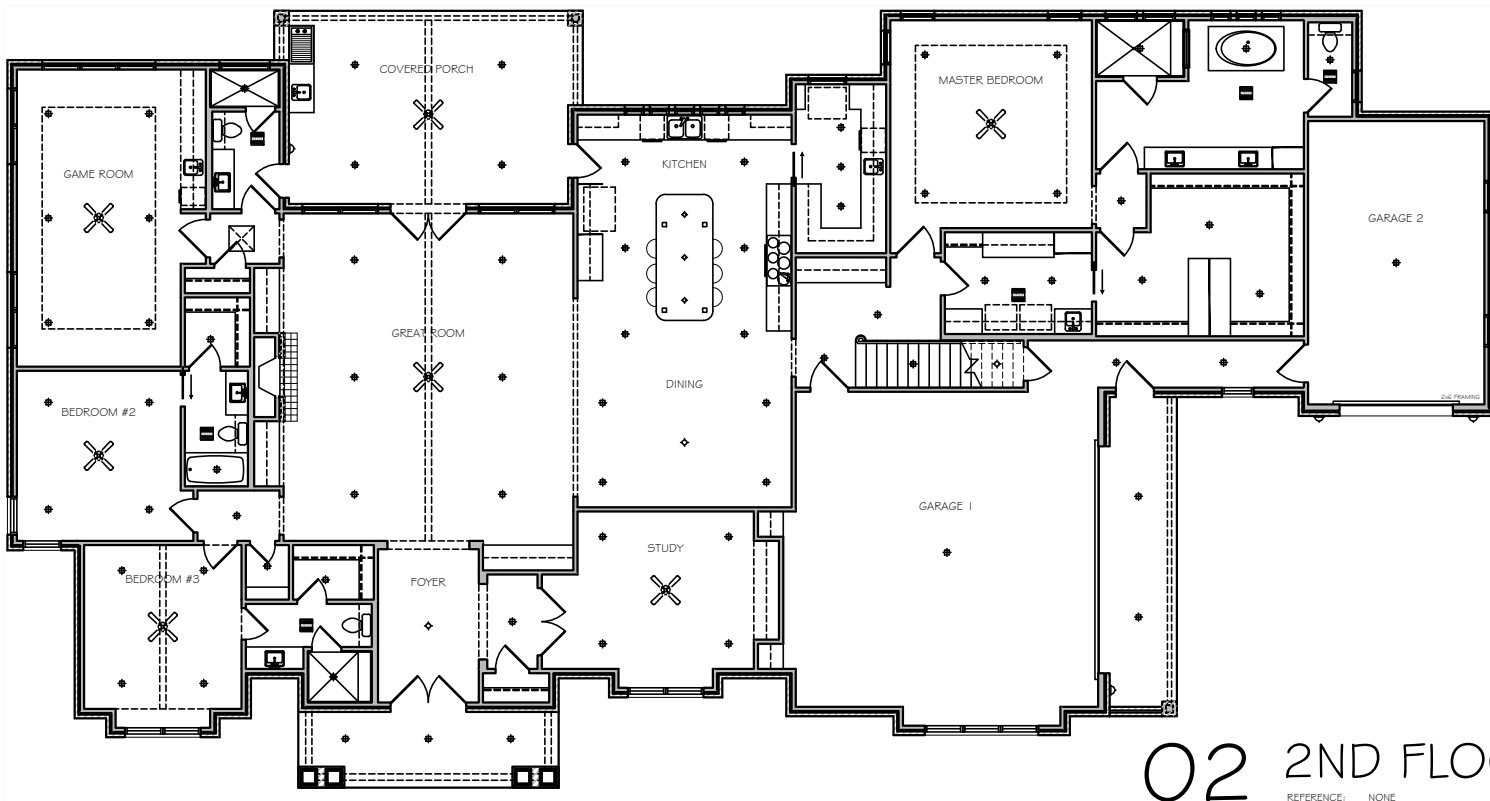 COVERED PORCH
MASTER BEDROOM
KITCHEN
GAME ROOM
GARAGE 2
GREAT ROOM
DINING
2x6 FRAMING
BEDROOM #2
GARAGE 1
STUDY
BEDROOM #3
FOYER
02 2ND FLOO
REFERENCE: NONE